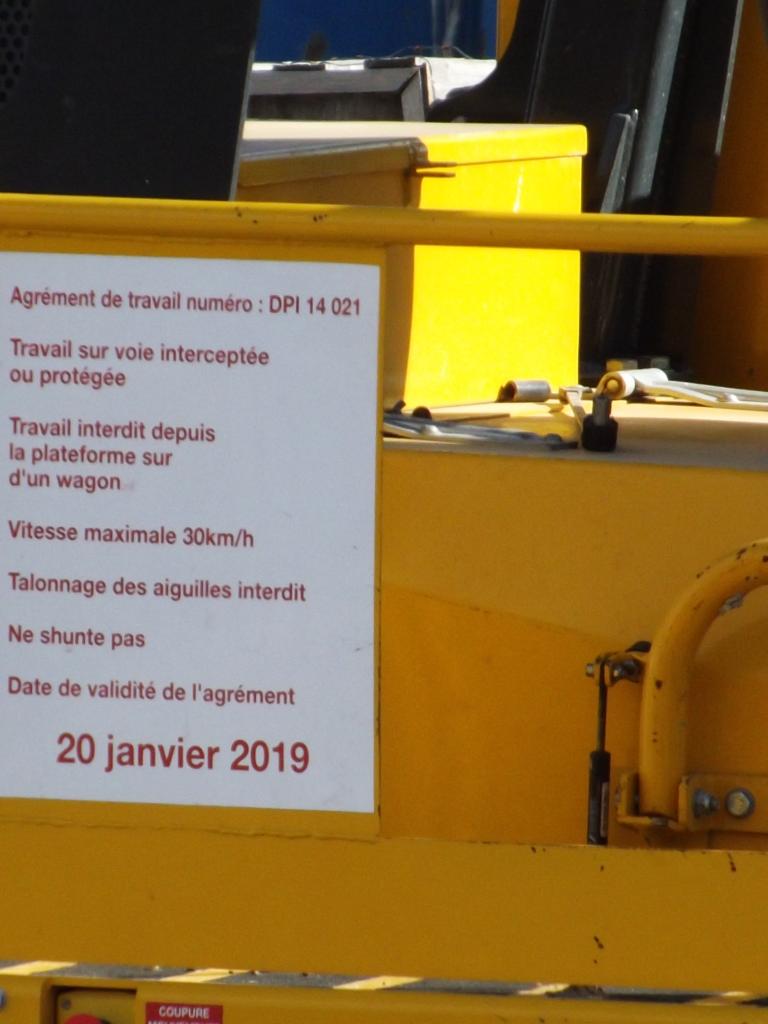 Agrément de travail numéro : DPI 14 021
Travail sur voie interceptée
ou protégée
Travail interdit depuis
la plateforme sur
d'un wagon
Vitesse maximale 30km/h
Talonnage des aiguilles interdit
Ne shunte pas
Date de validité de l'agrément
20 janvier 2019
COUPURE